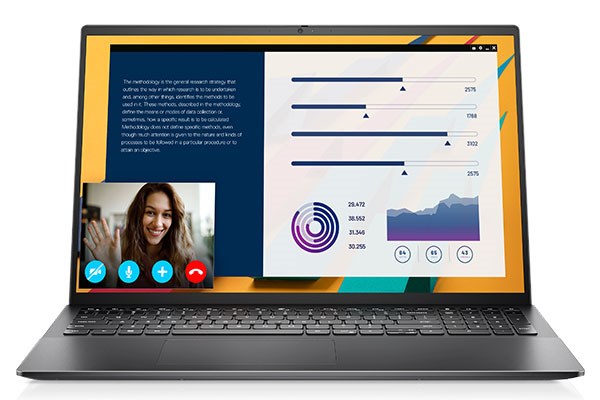 The methodology is the general research strategy that
outlines the way in which research is to be undertaken
and, among other things, identifies the methods to be
used in it. These methods, described in the methodology,
define the means or modes of data collection or
sometimes, how a specific result is to be calculated
Methodology does not define specific methods, even
though much attention is given to the nature and kinds of
processes to be followed in a particular procedure or to
attain an objective.
2575
1788
3102
2575
29.472
38.552
31.346
30.255
84
65
43